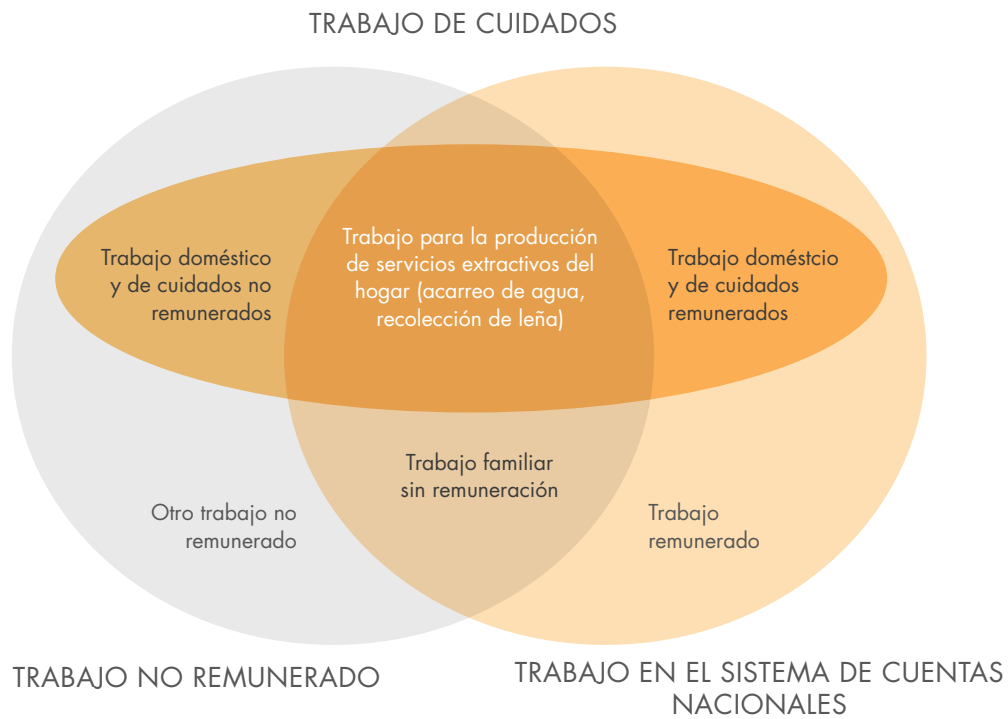 TRABAJO DE CUIDADOS
Trabajo doméstico
y de cuidados no
remunerados
Trabajo para la producción
de servicios extractivos del
hogar (acarreo de agua,
recolección de leña)
Trabajo doméstcio
y de cuidados
remunerados
Trabajo familiar
sin remuneración
Otro trabajo no
remunerado
Trabajo
remunerado
TRABAJO NO REMUNERADO
TRABAJO EN EL SISTEMA DE CUENTAS
NACIONALES